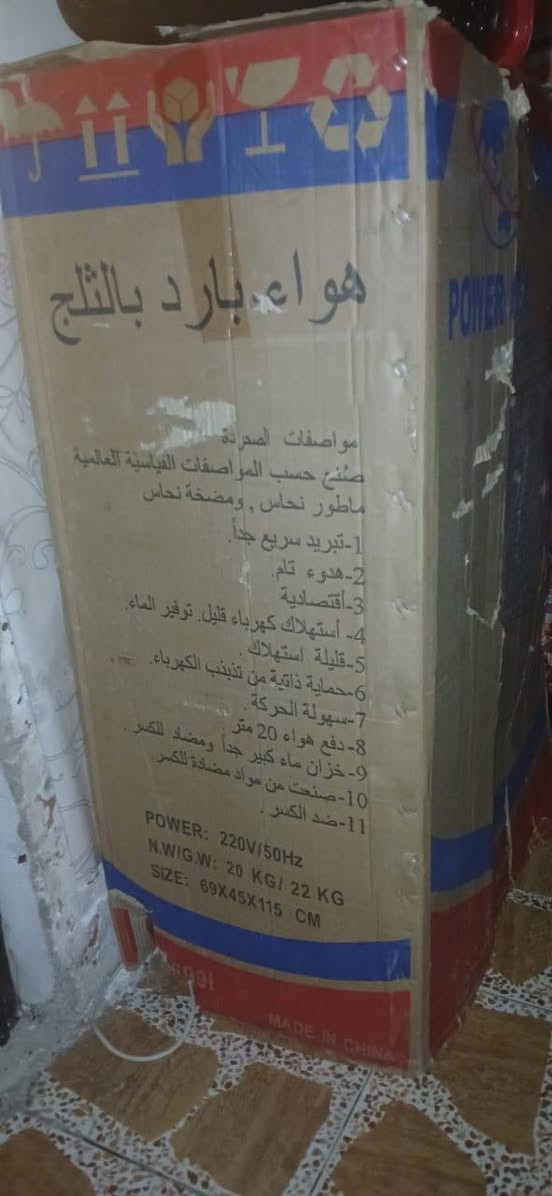 هواء بارد بالثلج
مواصفات المبردة
صنع حسب المواصفات القياسية العالمية
ماطور نحاس , ومضخة نحاس
1-تبريد سريع جداً.
2-هدوء تام.
3-أقتصادية
4- أستهلاك كهرباء قليل. توفير الماء.
5-قليلة استهلاك .
6-حماية ذاتية من تذبذب الكهرباء.
7-سهولة الحركة .
8-دفع هواء 20 متر
9-خزان ماء كبير جداً ومضاد للكسر .
10-صنعت من مواد مضادة للكسر.
11-ضد الكسر .
POWER: 220V/50Hz
N.W/G.W: 20 KG/ 22 KG
SIZE: 69X45X115 CM
MADE IN CHINA
POWER